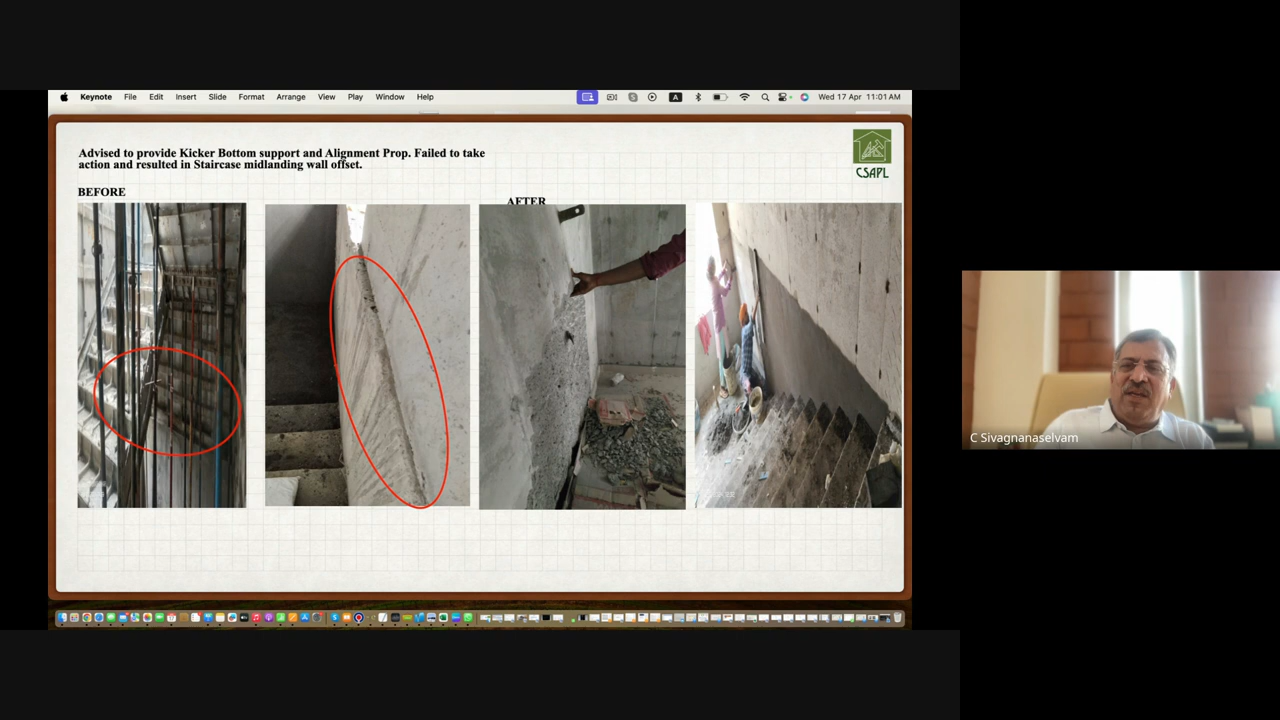 Keynote File Edit Insert Slide Format Arrange View Play Window Help
A
Wed 17 Apr 11:01 AM
Advised to provide Kicker Bottom support and Alignment Prop. Failed to take
action and resulted in Staircase midlanding wall offset.
CSAPL
BEFORE
AFTER
C Sivagnanaselvam